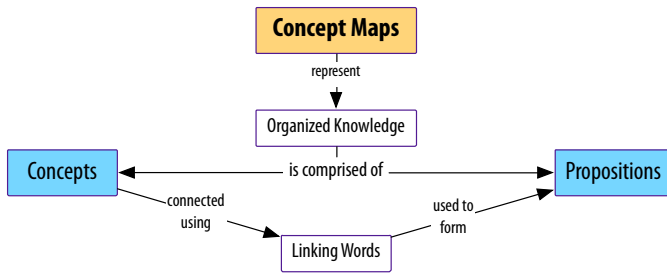 Concept Maps
represent
Organized Knowledge
is comprised of
Concepts
Propositions
connected
using
used to
form
Linking Words